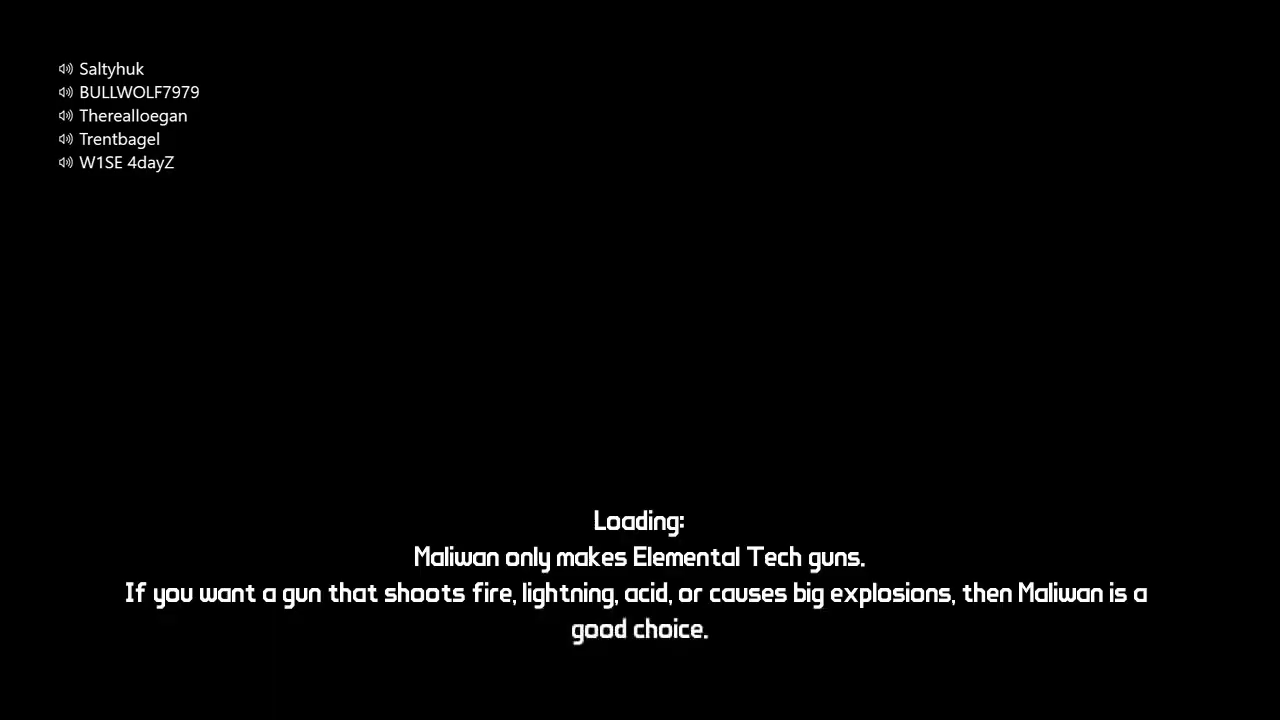 Saltyhuk
BULLWOLF7979
Therealloegan
Trentbagel
W1SE 4dayZ
Loading:
Maliwan only makes Elemental Tech guns.
If you want a gun that shoots fire, lightning, acid, or causes big explosions, then Maliwan is a
good choice.